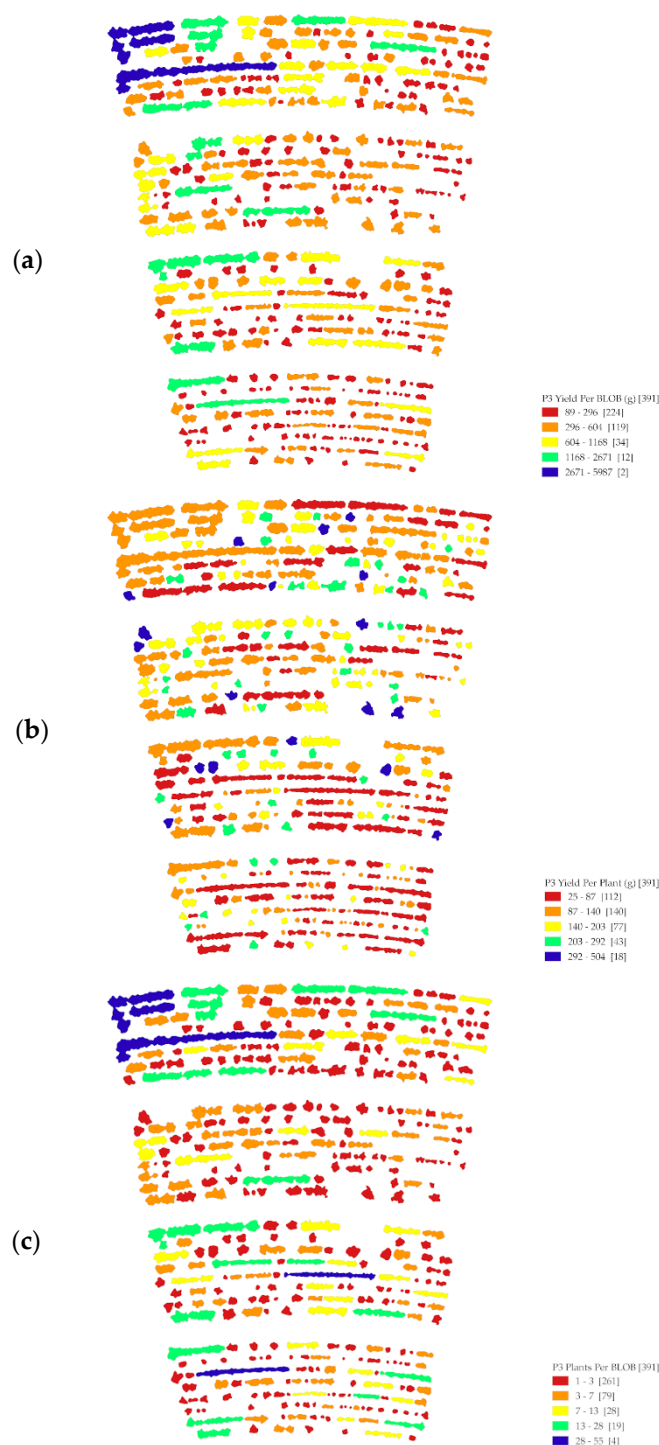 (a)
P3 Yield Per BLOB (g) [391]
89 - 296 [224]
296 - 604 [119]
604 - 1168 [34]
1168 - 2671 [12]
2671 - 5987 [2]
(b)
P3 Yield Per Plant (g) [391]
25 - 87 [112]
87 - 140 [140]
140 - 203 [77]
203 - 292 [43]
292 - 504 [18]
(c)
P3 Plants Per BLOB [391]
1 - 3 [261]
3 - 7 [79]
7 - 13 [28]
13 - 28 [19]
28 - 55 [4]